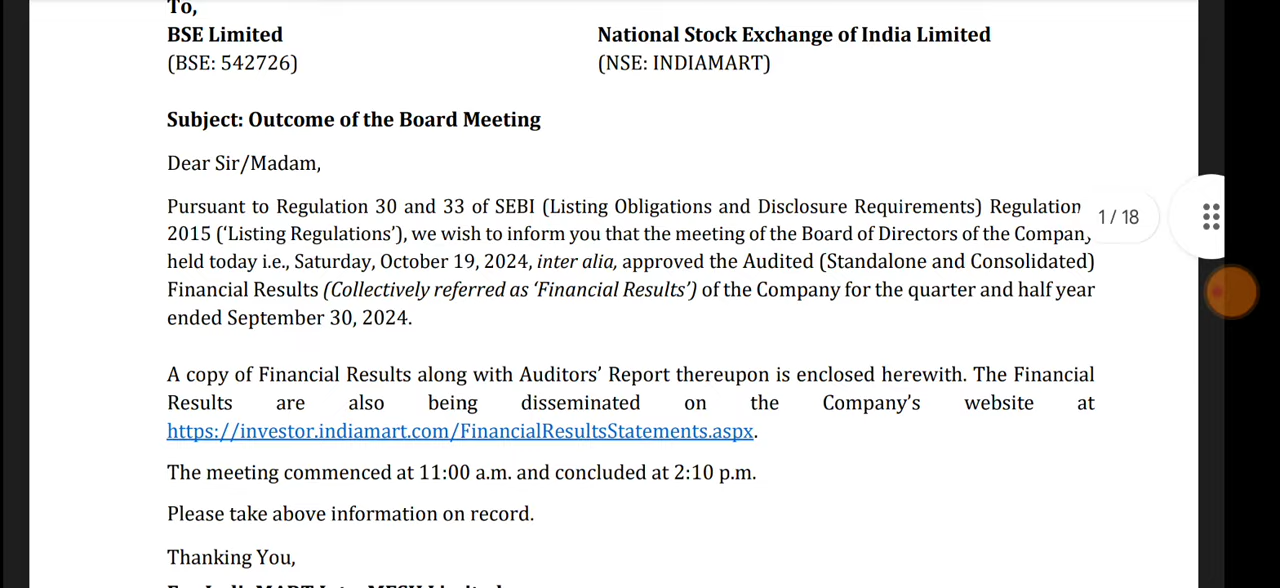 To,
BSE Limited
National Stock Exchange of India Limited
(BSE: 542726)
(NSE: INDIAMART)
Subject: Outcome of the Board Meeting
Dear Sir/Madam,
Pursuant to Regulation 30 and 33 of SEBI (Listing Obligations and Disclosure Requirements) Regulation
1 / 18
2015 (‘Listing Regulations’), we wish to inform you that the meeting of the Board of Directors of the Company
held today i.e., Saturday, October 19, 2024, inter alia, approved the Audited (Standalone and Consolidated)
Financial Results (Collectively referred as ‘Financial Results’) of the Company for the quarter and half year
ended September 30, 2024.
A copy of Financial Results along with Auditors’ Report thereupon is enclosed herewith. The Financial
Results are also being disseminated on the Company’s website at
https://investor.indiamart.com/FinancialResultsStatements.aspx.
The meeting commenced at 11:00 a.m. and concluded at 2:10 p.m.
Please take above information on record.
Thanking You,
For IndiaMART InterMESH Limited